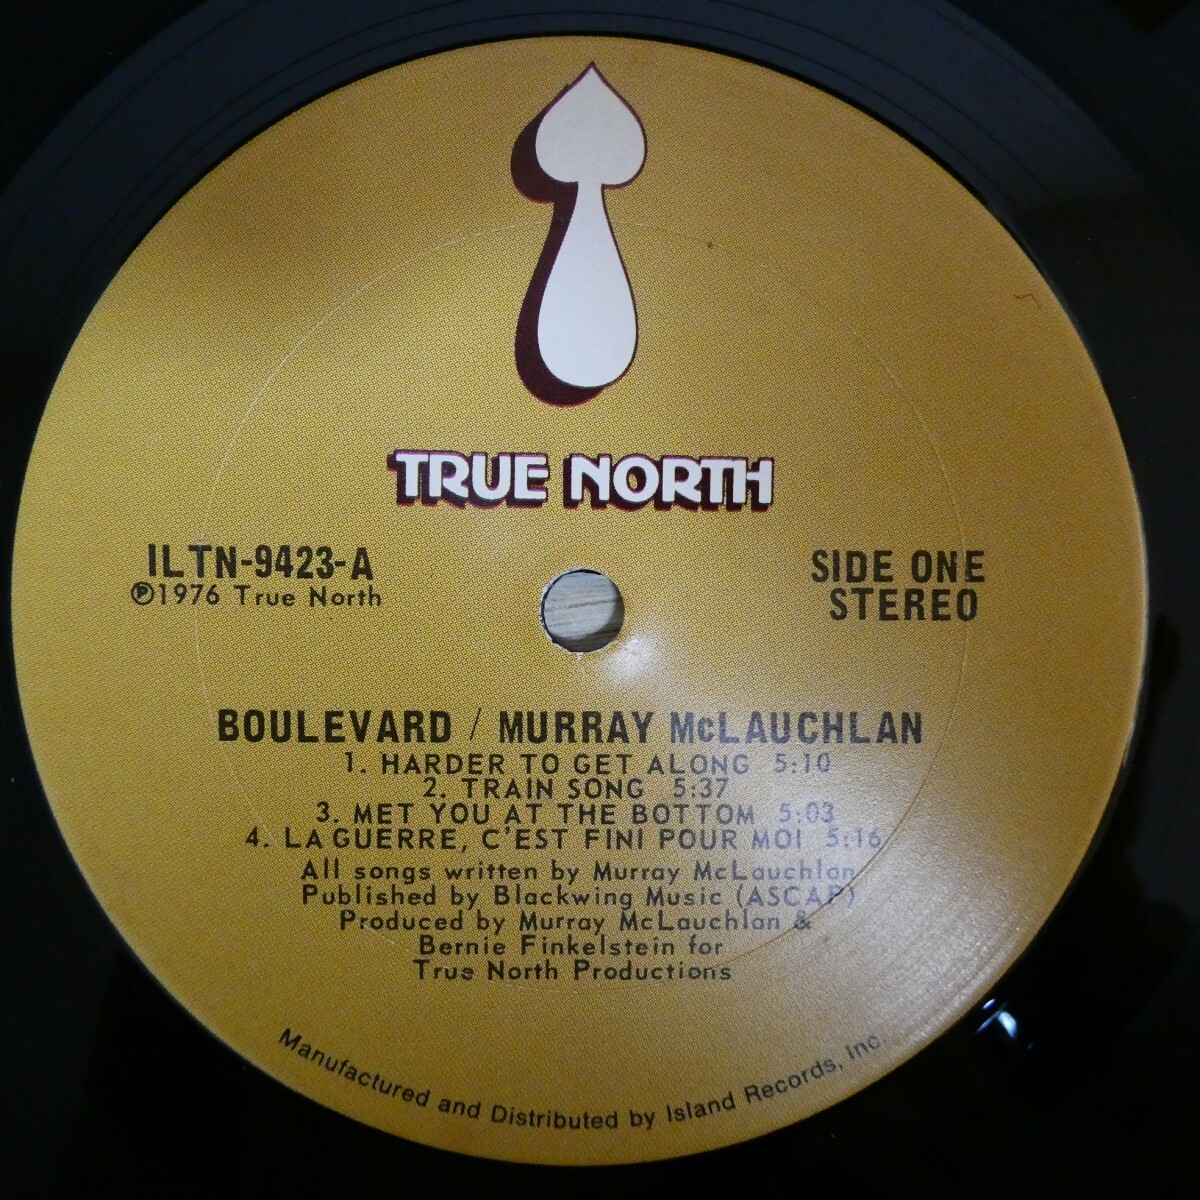 TRUE NORTH
ILTN-9423-A
℗1976 True North
SIDE ONE
STEREO
BOULEVARD / MURRAY McLAUCHLAN
1. HARDER TO GET ALONG 5:10
2. TRAIN SONG 5:37
3. MET YOU AT THE BOTTOM 5:03
4. LA GUERRE, C'EST FINI POUR MOI 5:16
All songs written by Murray McLauchlan
Published by Blackwing Music (ASCAP)
Produced by Murray McLauchlan &
Bernie Finkelstein for
True North Productions
Manufactured and Distributed by Island Records, Inc.